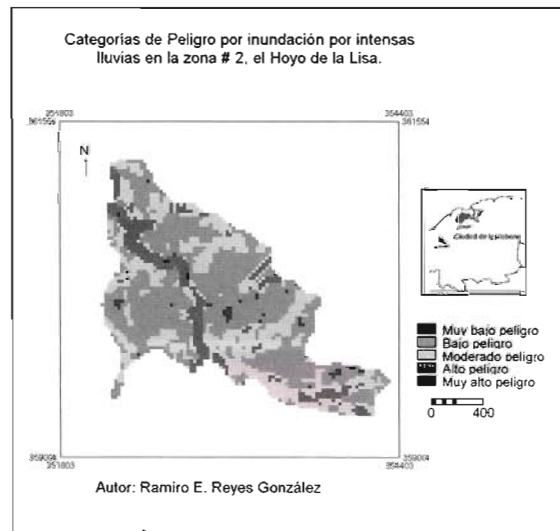 Categorías de Peligro por inundación por intensas
lluvias en la zona # 2, el Hoyo de la Lisa.
351803
354403
361554
361554
N
Ciudad de la Habana
Muy bajo peligro
Bajo peligro
Moderado peligro
Alto peligro
Muy alto peligro
0
400
359004
359004
351803
354403
Autor: Ramiro E. Reyes González